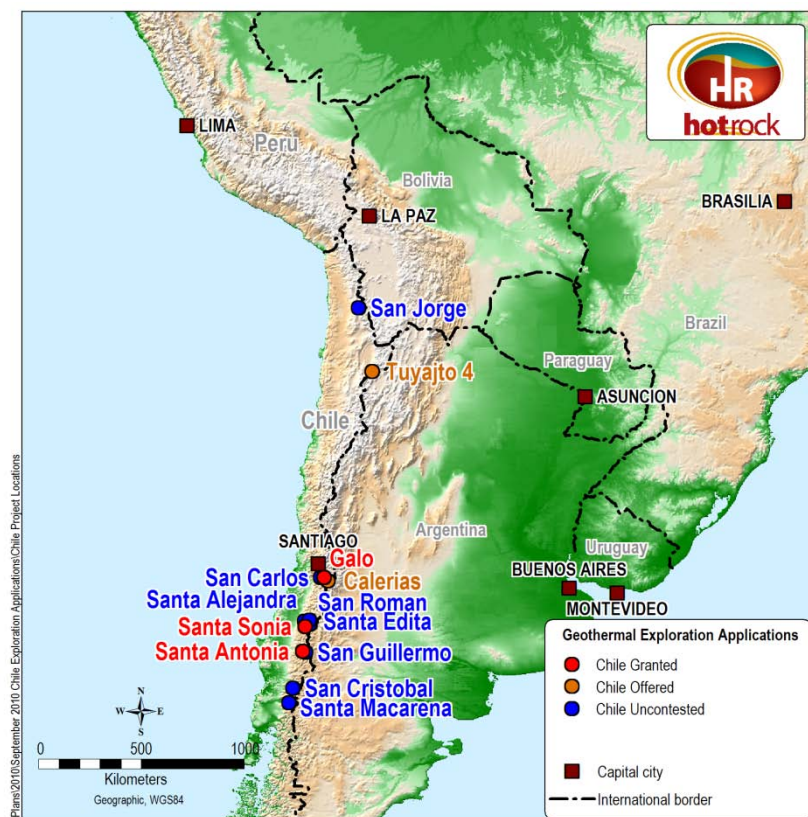 HR
hotrock
LIMA
Peru
Bolivia
LA PAZ
BRASILIA
San Jorge
Brazil
Paraguay
Tuyajto 4
ASUNCION
Chile
Argentina
Uruguay
SANTIAGO
Galo
San Carlos
Calerias
BUENOS AIRES
MONTEVIDEO
Santa Alejandra
San Roman
Santa Sonia
Santa Edita
Santa Antonia
San Guillermo
San Cristobal
Santa Macarena
N
W E
S
0 500 1000
Kilometers
Geographic, WGS84
Geothermal Exploration Applications
Chile Granted
Chile Offered
Chile Uncontested
Capital city
International border
Plans\2010\September 2010 Chile Exploration Applications\Chile Project Locations